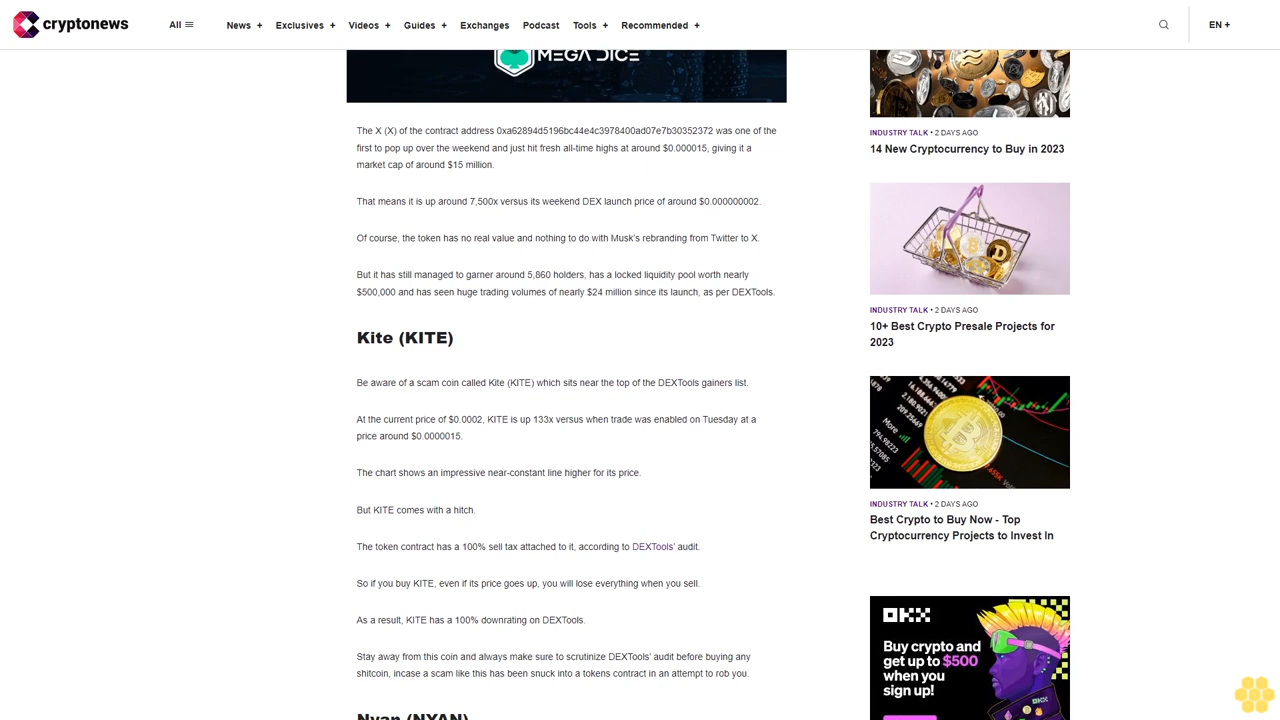 cryptonews
All
News +
Exclusives +
Videos +
Guides +
Exchanges
Podcast
Tools +
Recommended +
EN +
MEGA DICE
The X (X) of the contract address 0xa62894d5196bc44e4c3978400ad07e7b30352372 was one of the
first to pop up over the weekend and just hit fresh all-time highs at around $0.000015, giving it a
market cap of around $15 million.
That means it is up around 7,500x versus its weekend DEX launch price of around $0.000000002.
Of course, the token has no real value and nothing to do with Musk's rebranding from Twitter to X.
But it has still managed to garner around 5,860 holders, has a locked liquidity pool worth nearly
$500,000 and has seen huge trading volumes of nearly $24 million since its launch, as per DEXTools.
Kite (KITE)
Be aware of a scam coin called Kite (KITE) which sits near the top of the DEXTools gainers list.
At the current price of $0.0002, KITE is up 133x versus when trade was enabled on Tuesday at a
price around $0.0000015.
The chart shows an impressive near-constant line higher for its price.
But KITE comes with a hitch.
The token contract has a 100% sell tax attached to it, according to DEXTools' audit.
So if you buy KITE, even if its price goes up, you will lose everything when you sell.
As a result, KITE has a 100% downrating on DEXTools.
Stay away from this coin and always make sure to scrutinize DEXTools' audit before buying any
shitcoin, incase a scam like this has been snuck into a tokens contract in an attempt to rob you.
Nyan (NYAN)
INDUSTRY TALK • 2 DAYS AGO
14 New Cryptocurrency to Buy in 2023
INDUSTRY TALK • 2 DAYS AGO
10+ Best Crypto Presale Projects for
2023
More
INDUSTRY TALK • 2 DAYS AGO
Best Crypto to Buy Now - Top
Cryptocurrency Projects to Invest In
OKX
Buy crypto and
get up to $500
when you
sign up!